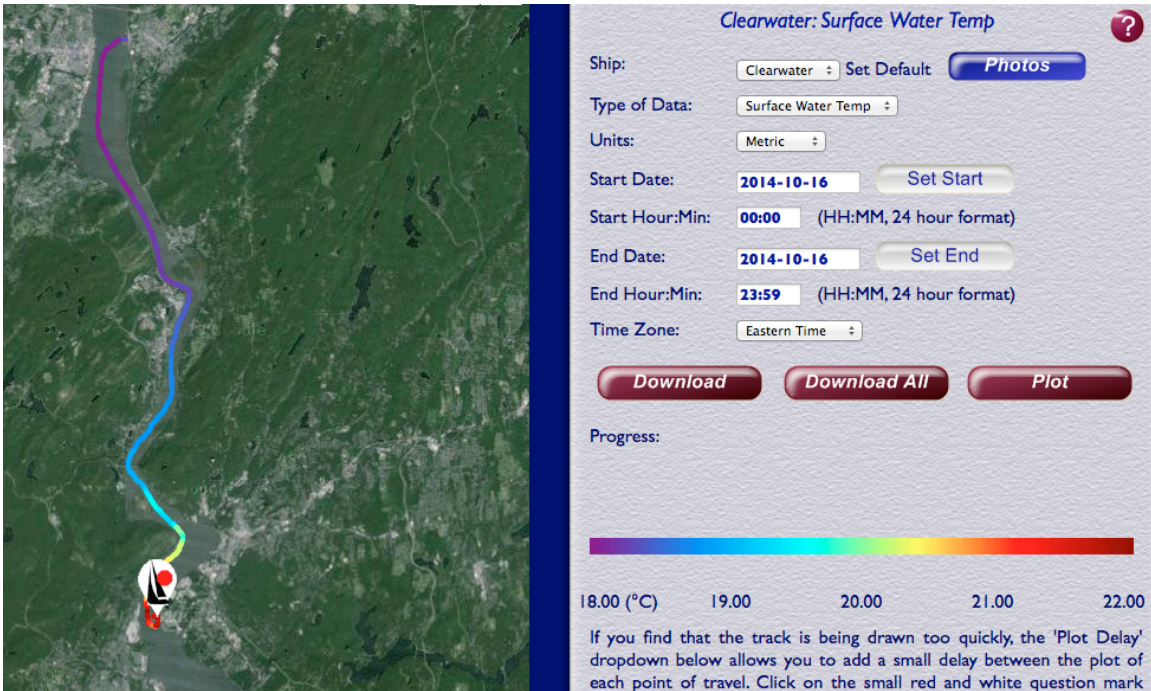 Clearwater: Surface Water Temp
?
Ship: Clearwater Set Default Photos
Type of Data: Surface Water Temp
Units: Metric
Start Date: 2014-10-16 Set Start
Start Hour:Min: 00:00 (HH:MM, 24 hour format)
End Date: 2014-10-16 Set End
End Hour:Min: 23:59 (HH:MM, 24 hour format)
Time Zone: Eastern Time
Download Download All Plot
Progress:
18.00 (°C) 19.00 20.00 21.00 22.00
If you find that the track is being drawn too quickly, the 'Plot Delay'
dropdown below allows you to add a small delay between the plot of
each point of travel. Click on the small red and white question mark